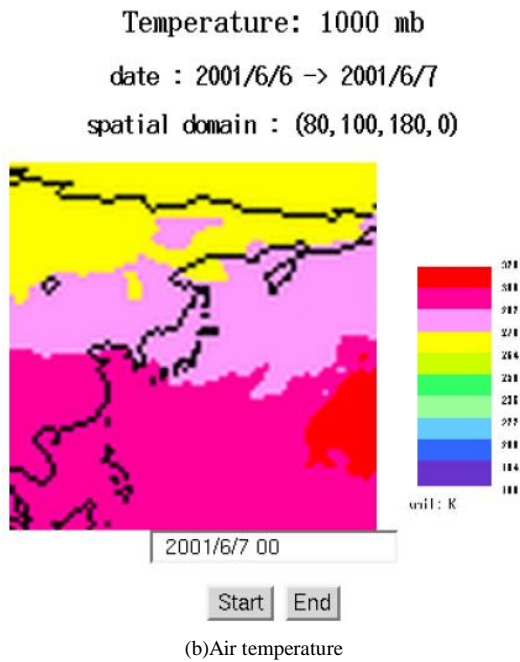 Temperature: 1000 mb
date : 2001/6/6 -> 2001/6/7
spatial domain : (80,100,180,0)
264
unit: K
2001/6/7 00
Start End
(b)Air temperature